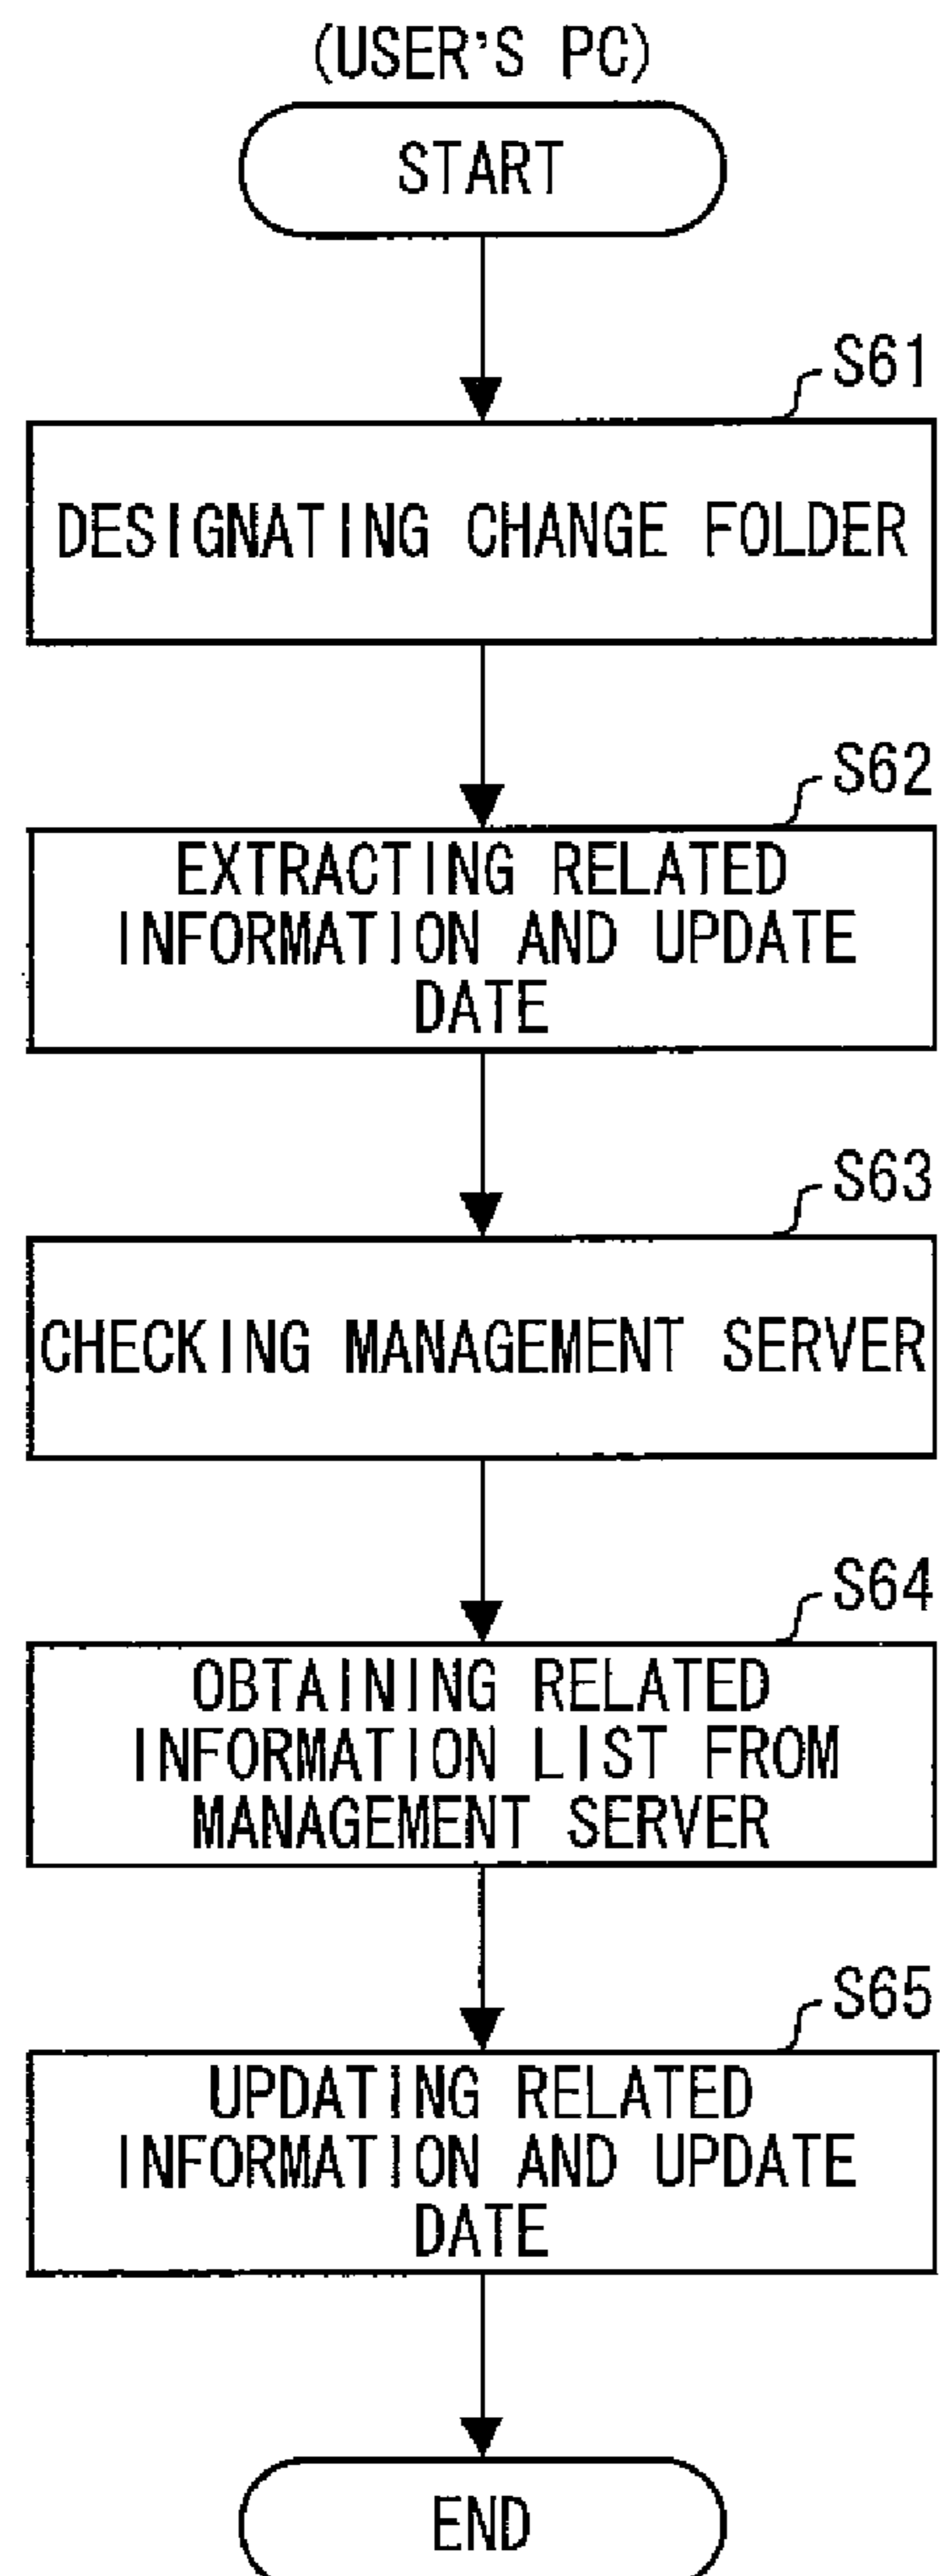 (USER'S PC)
START
S61
DESIGNATING CHANGE FOLDER
S62
EXTRACTING RELATED
INFORMATION AND UPDATE
DATE
S63
CHECKING MANAGEMENT SERVER
S64
OBTAINING RELATED
INFORMATION LIST FROM
MANAGEMENT SERVER
S65
UPDATING RELATED
INFORMATION AND UPDATE
DATE
END